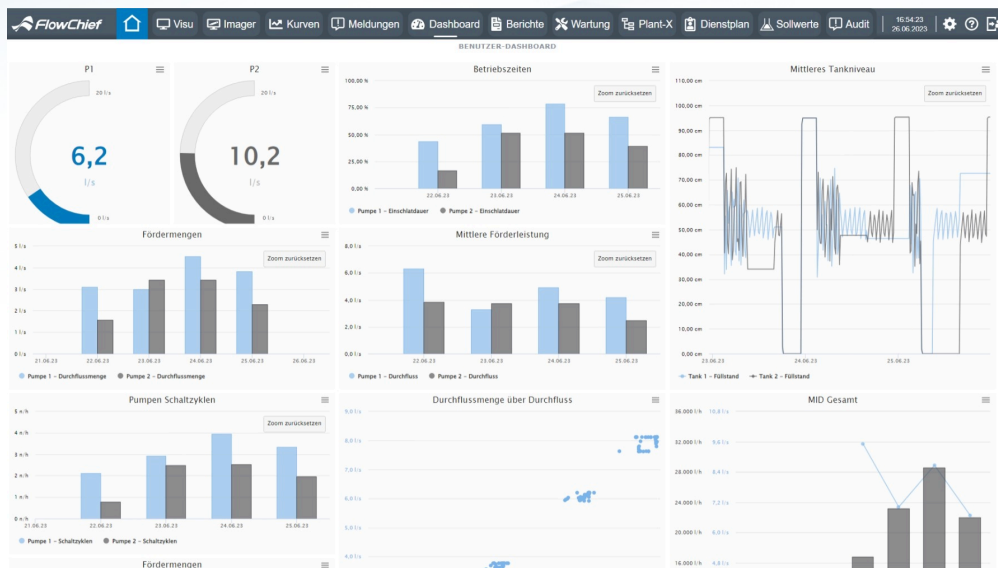 FlowChief Visu Imager Kurven Meldungen Dashboard Berichte Wartung Plant-X Dienstplan Sollwerte Audit 16:54:23
26.06.2023
BENUTZER-DASHBOARD
P1
20 l/s
6,2
l/s
0 l/s
P2
20 l/s
10,2
l/s
0 l/s
Betriebszeiten
Zoom zurücksetzen
100,00 %
75,00 %
50,00 %
25,00 %
0,00 %
22.06.23 23.06.23 24.06.23 25.06.23
Pumpe 1 - Einschlatdauer Pumpe 2 - Einschlatdauer
Mittleres Tankniveau
Zoom zurücksetzen
110,00 cm
100,00 cm
90,00 cm
80,00 cm
70,00 cm
60,00 cm
50,00 cm
40,00 cm
30,00 cm
20,00 cm
10,00 cm
0,00 cm
23.06.23 24.06.23 25.06.23
Tank 1 - Füllstand Tank 2 - Füllstand
Fördermengen
Zoom zurücksetzen
5 l/s
4 l/s
3 l/s
2 l/s
1 l/s
0 l/s
21.06.23 22.06.23 23.06.23 24.06.23 25.06.23 26.06.23
Pumpe 1 - Durchflussmenge Pumpe 2 - Durchflussmenge
Mittlere Förderleistung
Zoom zurücksetzen
8,0 l/s
6,0 l/s
4,0 l/s
2,0 l/s
0,0 l/s
22.06.23 23.06.23 24.06.23 25.06.23
Pumpe 1 - Durchfluss Pumpe 2 - Durchfluss
Pumpen Schaltzyklen
Zoom zurücksetzen
5 n/h
4 n/h
3 n/h
2 n/h
1 n/h
0 n/h
21.06.23 22.06.23 23.06.23 24.06.23 25.06.23
Pumpe 1 - Schaltzyklen Pumpe 2 - Schaltzyklen
Durchflussmenge über Durchfluss
9,0 l/s
8,0 l/s
7,0 l/s
6,0 l/s
5,0 l/s
4,0 l/s
MID Gesamt
36.000 l/h 10,8 l/s
32.000 l/h 9,6 l/s
28.000 l/h 8,4 l/s
24.000 l/h 7,2 l/s
20.000 l/h 6,0 l/s
16.000 l/h 4,8 l/s
Fördermengen